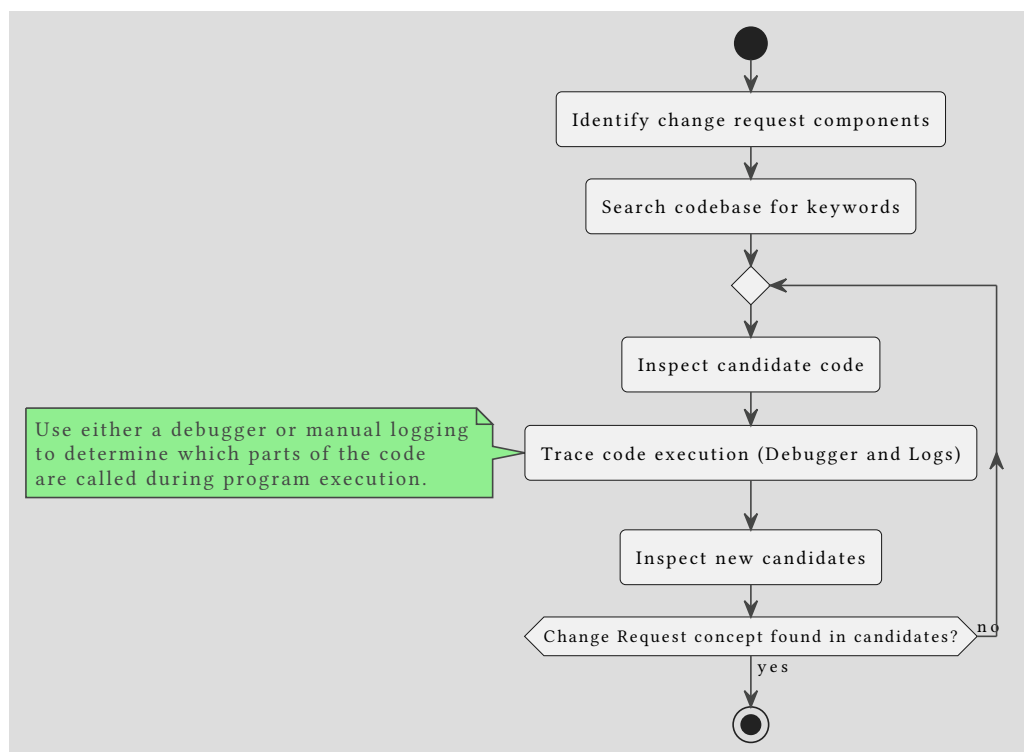 Identify change request components
Search codebase for keywords
Inspect candidate code
Use either a debugger or manual logging
to determine which parts of the code
are called during program execution.
Trace code execution (Debugger and Logs)
Inspect new candidates
Change Request concept found in candidates?
no
yes